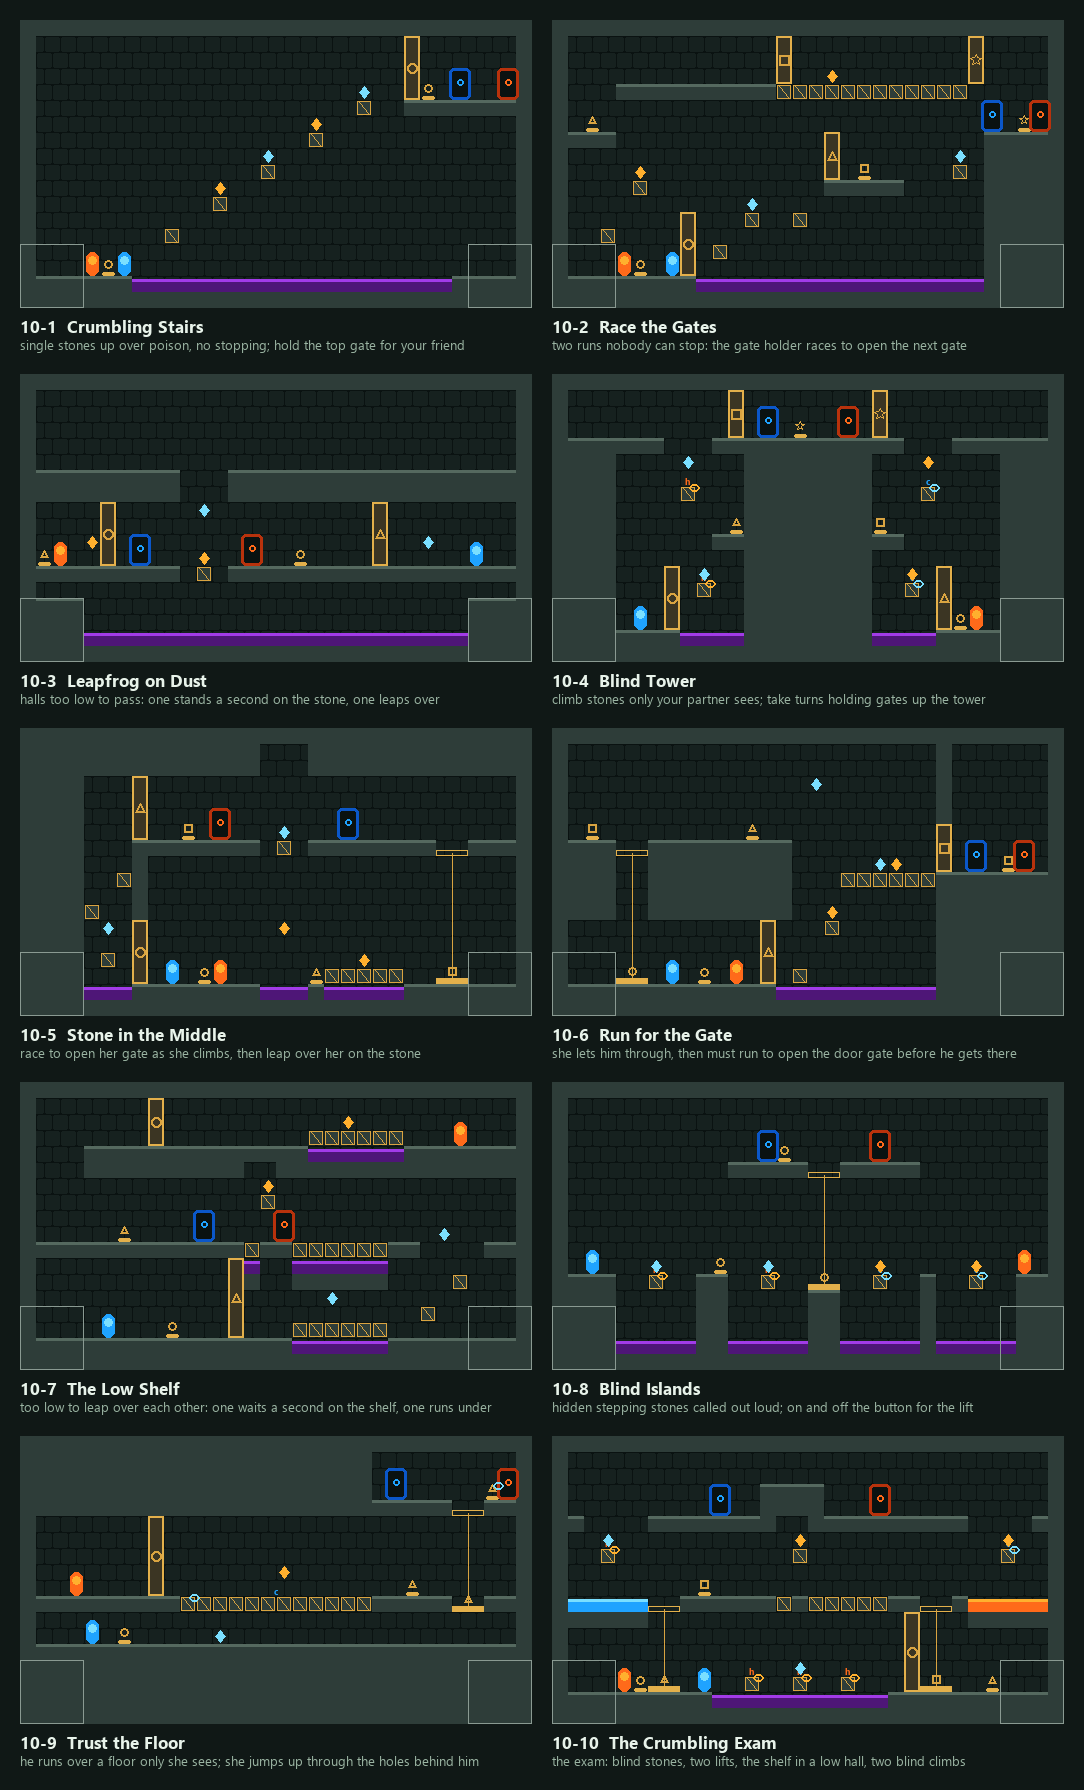 10-1 Crumbling Stairs
single stones up over poison, no stopping; hold the top gate for your friend
10-2 Race the Gates
two runs nobody can stop: the gate holder races to open the next gate
10-3 Leapfrog on Dust
halls too low to pass: one stands a second on the stone, one leaps over
h
c
10-4 Blind Tower
climb stones only your partner sees; take turns holding gates up the tower
10-5 Stone in the Middle
race to open her gate as she climbs, then leap over her on the stone
10-6 Run for the Gate
she lets him through, then must run to open the door gate before he gets there
10-7 The Low Shelf
too low to leap over each other: one waits a second on the shelf, one runs under
10-8 Blind Islands
hidden stepping stones called out loud; on and off the button for the lift
c
10-9 Trust the Floor
he runs over a floor only she sees; she jumps up through the holes behind him
h
h
10-10 The Crumbling Exam
the exam: blind stones, two lifts, the shelf in a low hall, two blind climbs